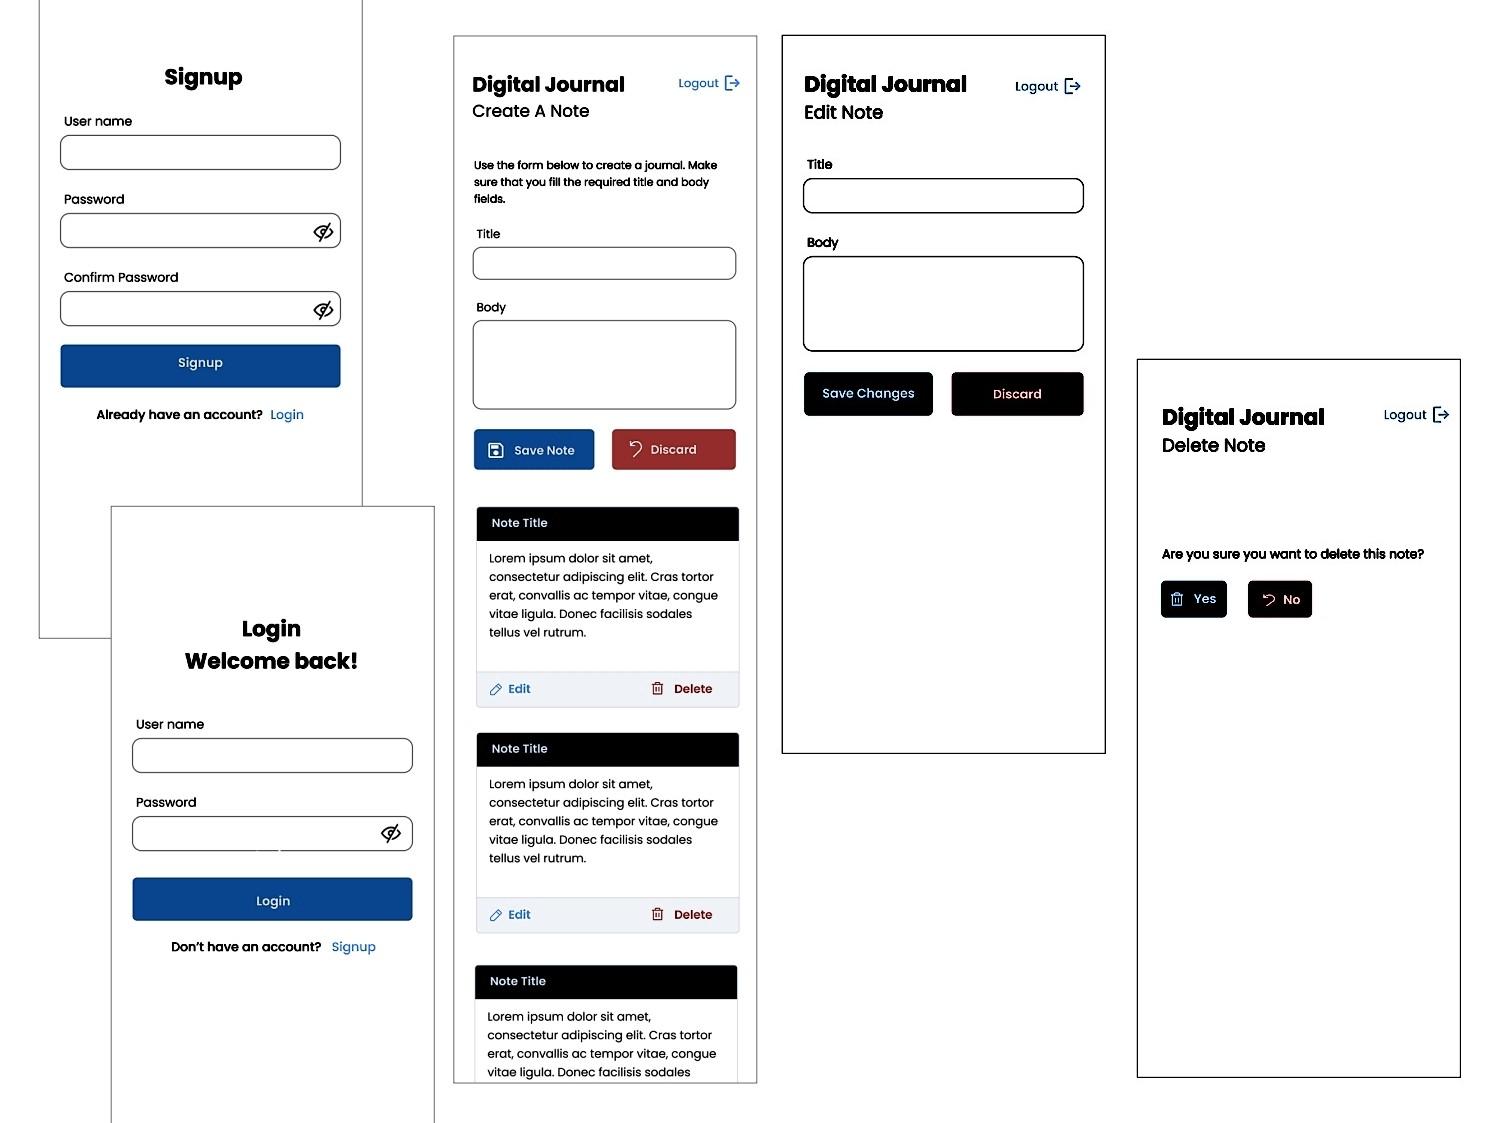 Signup
User name
Password
Confirm Password
Signup
Already have an account? Login
Login
Welcome back!
User name
Password
Login
Don't have an account? Signup
Digital Journal
Logout
Create A Note
Use the form below to create a journal. Make
sure that you fill the required title and body
fields.
Title
Body
Save Note
Discard
Note Title
Lorem ipsum dolor sit amet,
consectetur adipiscing elit. Cras tortor
erat, convallis ac tempor vitae, congue
vitae ligula. Donec facilisis sodales
tellus vel rutrum.
Edit
Delete
Note Title
Lorem ipsum dolor sit amet,
consectetur adipiscing elit. Cras tortor
erat, convallis ac tempor vitae, congue
vitae ligula. Donec facilisis sodales
tellus vel rutrum.
Edit
Delete
Note Title
Lorem ipsum dolor sit amet,
consectetur adipiscing elit. Cras tortor
erat, convallis ac tempor vitae, congue
vitae ligula. Donec facilisis sodales
Digital Journal
Logout
Edit Note
Title
Body
Save Changes
Discard
Digital Journal
Logout
Delete Note
Are you sure you want to delete this note?
Yes
No